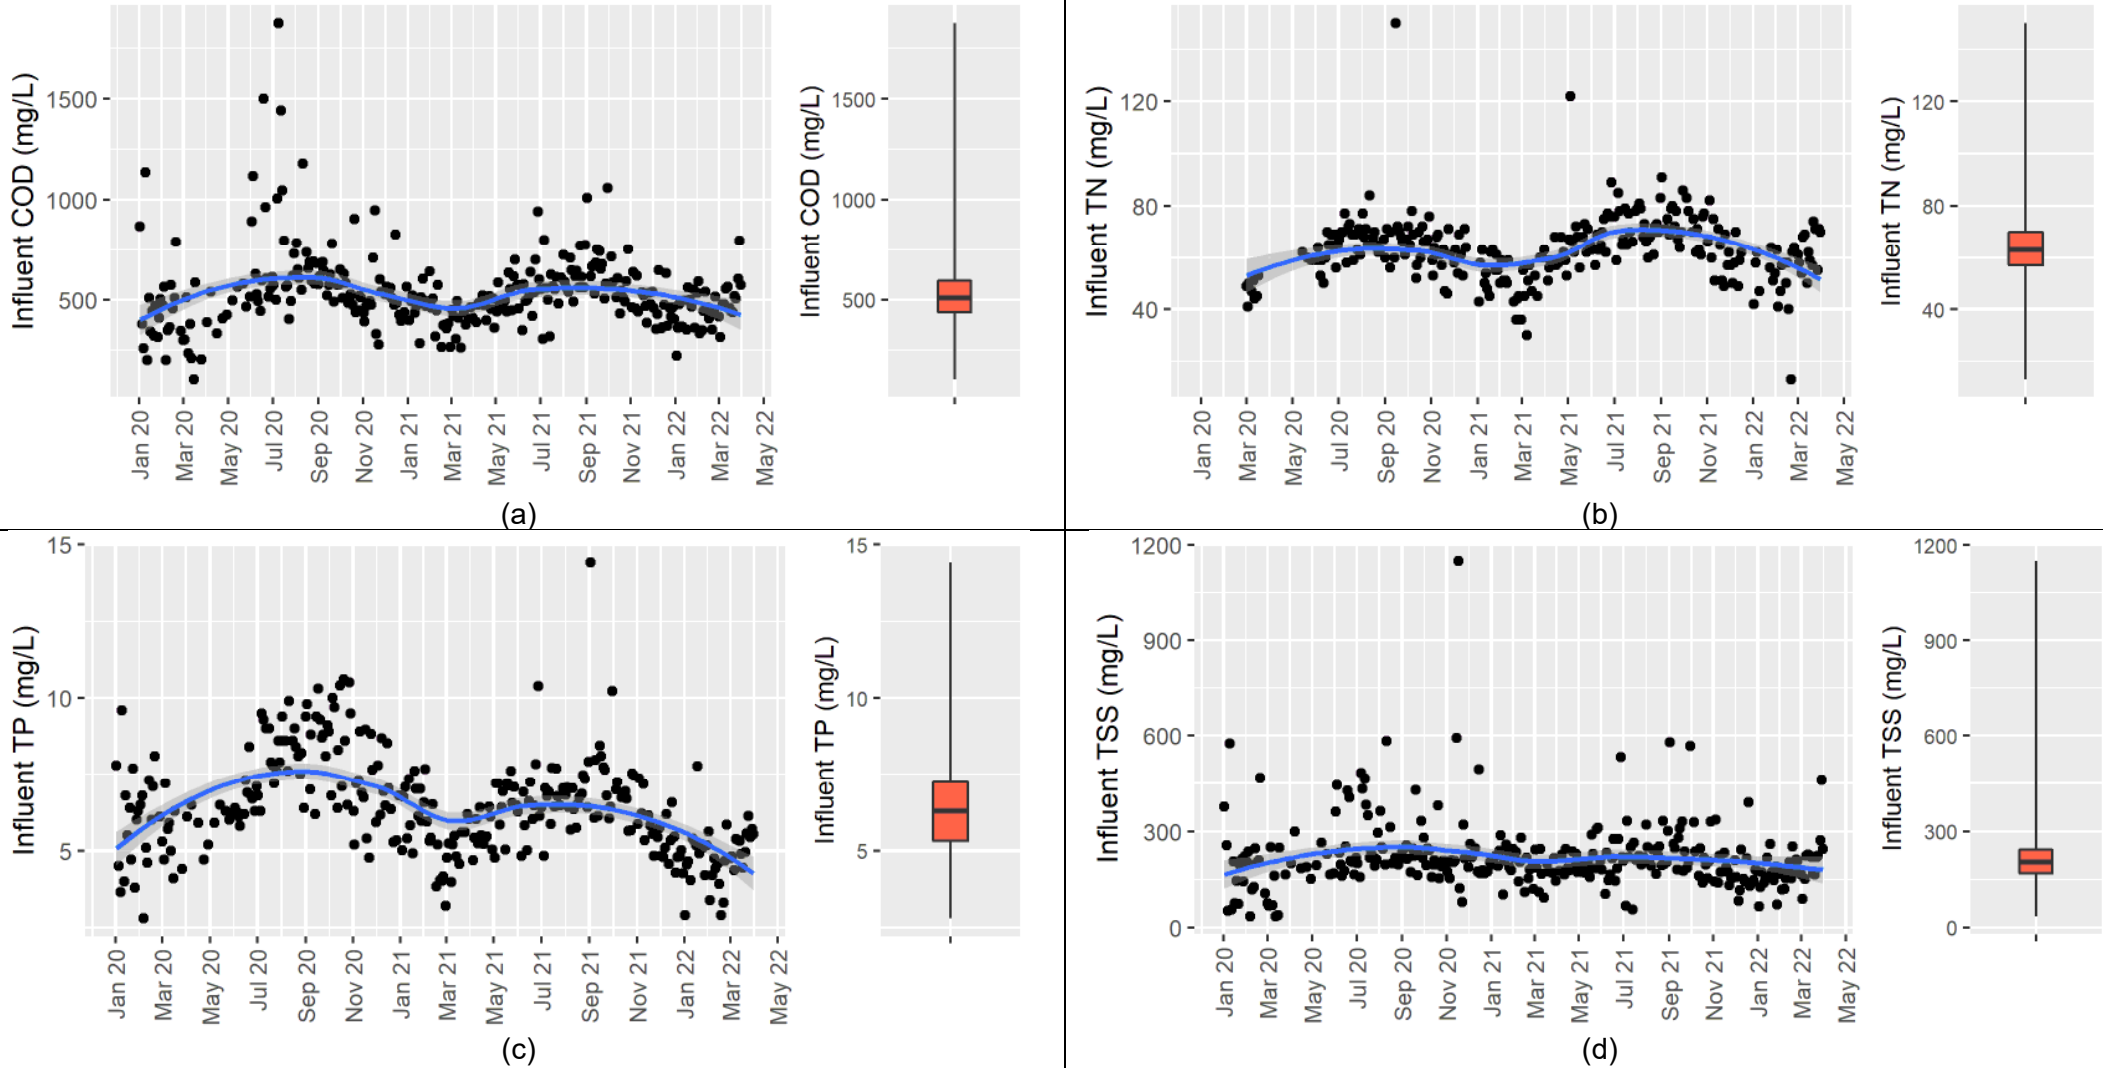 Influent COD (mg/L)
1500
1000
500
Jan 20
Mar 20
May 20
Jul 20
Sep 20
Nov 20
Jan 21
Mar 21
May 21
Jul 21
Sep 21
Nov 21
Jan 22
Mar 22
May 22
Influent COD (mg/L)
1500
1000
500
(a)
Influent TN (mg/L)
120
80
40
Jan 20
Mar 20
May 20
Jul 20
Sep 20
Nov 20
Jan 21
Mar 21
May 21
Jul 21
Sep 21
Nov 21
Jan 22
Mar 22
May 22
Influent TN (mg/L)
120
80
40
(b)
Influent TP (mg/L)
15
10
5
Jan 20
Mar 20
May 20
Jul 20
Sep 20
Nov 20
Jan 21
Mar 21
May 21
Jul 21
Sep 21
Nov 21
Jan 22
Mar 22
May 22
Influent TP (mg/L)
15
10
5
(c)
Influent TSS (mg/L)
1200
900
600
300
0
Jan 20
Mar 20
May 20
Jul 20
Sep 20
Nov 20
Jan 21
Mar 21
May 21
Jul 21
Sep 21
Nov 21
Jan 22
Mar 22
May 22
Influent TSS (mg/L)
1200
900
600
300
0
(d)